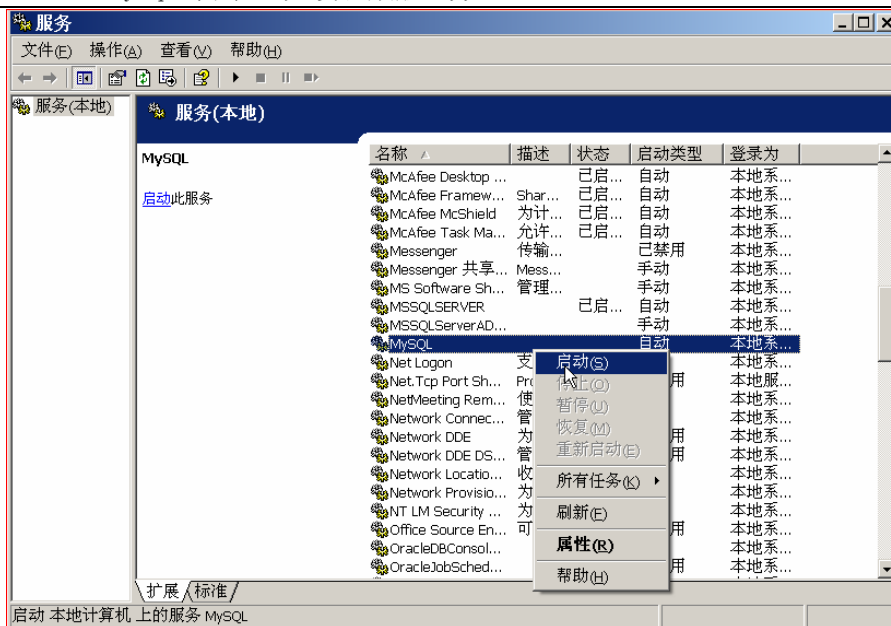 服务
文件(F) 操作(A) 查看(V) 帮助(H)
服务(本地)
服务(本地)
MySQL
启动此服务
名称 描述 状态 启动类型 登录为
McAfee Desktop ... 已启... 自动 本地系...
McAfee Framew... Shar... 已启... 自动 本地系...
McAfee McShield 为计... 已启... 自动 本地系...
McAfee Task Ma... 允许... 已启... 自动 本地系...
Messenger 传输... 已禁用 本地系...
Messenger 共享... Mess... 手动 本地系...
MS Software Sh... 管理... 手动 本地系...
MSSQLSERVER 已启... 自动 本地系...
MSSQLServerAD... 手动 本地系...
MySQL 自动 本地系...
Net Logon 支 本地系...
Net.Tcp Port Sh... Pr 用 本地服...
NetMeeting Rem... 使 本地系...
Network Connec... 管 本地系...
Network DDE 为 用 本地系...
Network DDE DS... 管 用 本地系...
Network Locatio... 收 本地系...
Network Provisio... 为 本地系...
NT LM Security ... 为 本地系...
Office Source En... 可 用 本地系...
OracleDBConsol... 本地系...
OracleJobSched... 用 本地系...
启动(S)
停止(O)
暂停(U)
恢复(M)
重新启动(E)
所有任务(K)
刷新(F)
属性(R)
帮助(H)
扩展 标准
启动 本地计算机 上的服务 MySQL